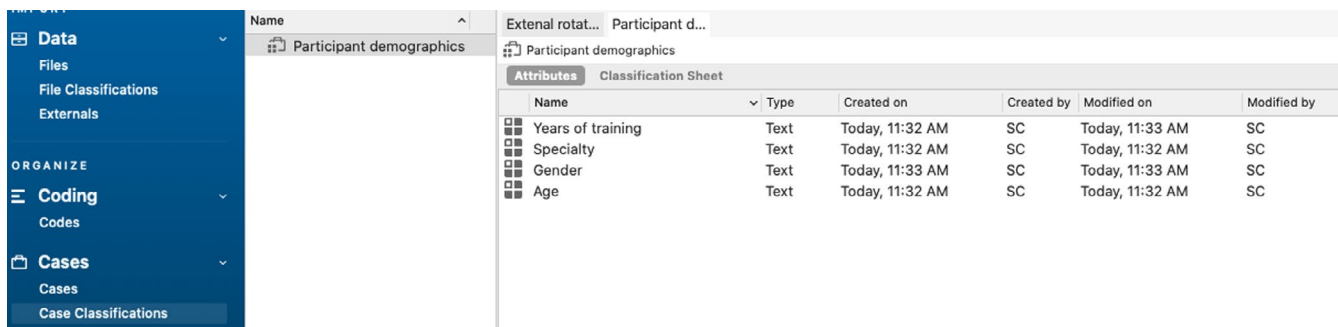 IMPORT
Data
Files
File Classifications
Externals
ORGANIZE
Coding
Codes
Cases
Cases
Case Classifications
Name
Participant demographics
Extenal rotat... Participant d...
Participant demographics
Attributes Classification Sheet
Name Type Created on Created by Modified on Modified by
Years of training Text Today, 11:32 AM SC Today, 11:33 AM SC
Specialty Text Today, 11:32 AM SC Today, 11:32 AM SC
Gender Text Today, 11:33 AM SC Today, 11:33 AM SC
Age Text Today, 11:32 AM SC Today, 11:32 AM SC